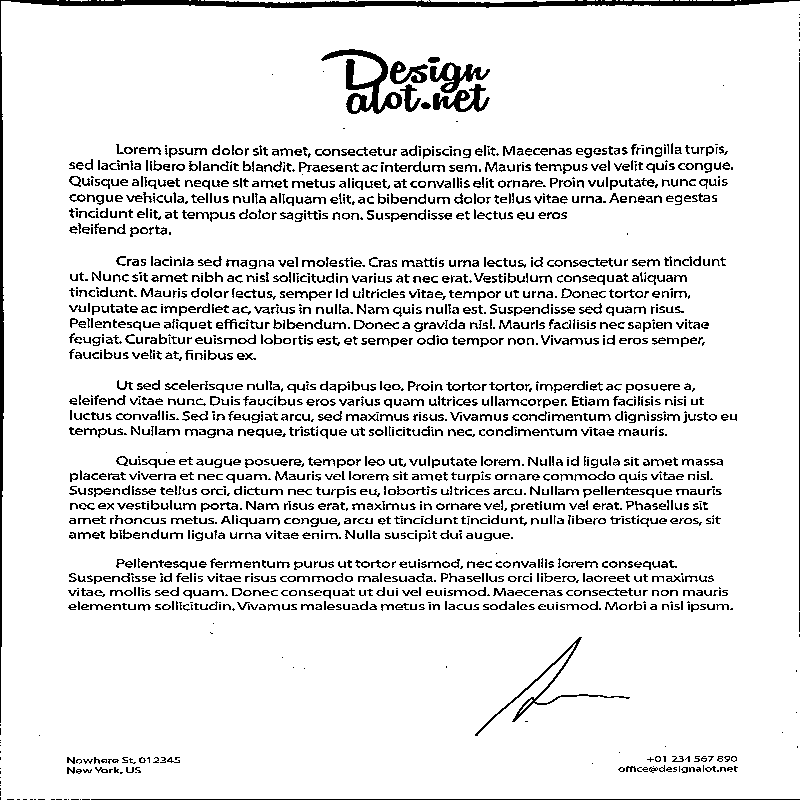 Design
alot.net
Lorem ipsum dolor sit amet, consectetur adipiscing elit. Maecenas egestas fringilla turpis,
sed lacinia libero blandit blandit. Praesent ac interdum sem. Mauris tempus vel velit quis congue.
Quisque aliquet neque sit amet metus aliquet, at convallis elit ornare. Proin vulputate, nunc quis
congue vehicula, tellus nulla aliquam elit, ac bibendum dolor tellus vitae urna. Aenean egestas
tincidunt elit, at tempus dolor sagittis non. Suspendisse et lectus eu eros
eleifend porta.
Cras lacinia sed magna vel molestie. Cras mattis urna lectus, id consectetur sem tincidunt
ut. Nunc sit amet nibh ac nisl sollicitudin varius at nec erat. Vestibulum consequat aliquam
tincidunt. Mauris dolor lectus, semper id ultricies vitae, tempor ut urna. Donec tortor enim,
vulputate ac imperdiet ac, varius in nulla. Nam quis nulla est. Suspendisse sed quam risus.
Pellentesque aliquet efficitur bibendum. Donec a gravida nisl. Mauris facilisis nec sapien vitae
feugiat. Curabitur euismod lobortis est, et semper odio tempor non. Vivamus id eros semper,
faucibus velit at, finibus ex.
Ut sed scelerisque nulla, quis dapibus leo. Proin tortor tortor, imperdiet ac posuere a,
eleifend vitae nunc. Duis faucibus eros varius quam ultrices ullamcorper. Etiam facilisis nisi ut
luctus convallis. Sed in feugiat arcu, sed maximus risus. Vivamus condimentum dignissim justo eu
tempus. Nullam magna neque, tristique ut sollicitudin nec, condimentum vitae mauris.
Quisque et augue posuere, tempor leo ut, vulputate lorem. Nulla id ligula sit amet massa
placerat viverra et nec quam. Mauris vel lorem sit amet turpis ornare commodo quis vitae nisl.
Suspendisse tellus orci, dictum nec turpis eu, lobortis ultrices arcu. Nullam pellentesque mauris
nec ex vestibulum porta. Nam risus erat, maximus in ornare vel, pretium vel erat. Phasellus sit
amet rhoncus metus. Aliquam congue, arcu et tincidunt tincidunt, nulla libero tristique eros, sit
amet bibendum ligula urna vitae enim. Nulla suscipit dui augue.
Pellentesque fermentum purus ut tortor euismod, nec convallis lorem consequat.
Suspendisse id felis vitae risus commodo malesuada. Phasellus orci libero, laoreet ut maximus
vitae, mollis sed quam. Donec consequat ut dui vel euismod. Maecenas consectetur non mauris
elementum sollicitudin. Vivamus malesuada metus in lacus sodales euismod. Morbi a nisl ipsum.
Nowhere St, 012345
New York, US
+01 234 567 890
office@designalot.net